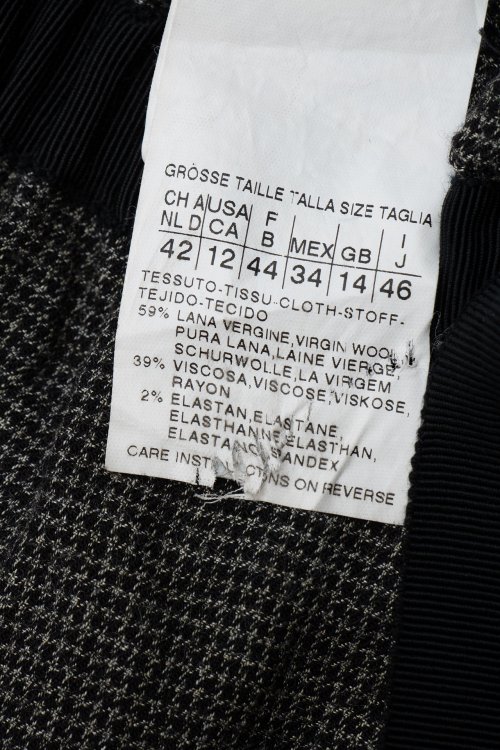 GRÖSSE TAILLE TALLA SIZE TAGLIA
CH A USA F I
NL D CA B MEX GB J
42 12 44 34 14 46
TESSUTO-TISSU-CLOTH-STOFF-
TEJIDO-TECIDO
59% LANA VERGINE,VIRGIN WOOL,
PURA LANA,LAINE VIERGE,
SCHURWOLLE,LA VIRGEM
39% VISCOSA,VISCOSE,VISKOSE,
RAYON
2% ELASTAN,ELASTANE,
ELASTHANNE,ELASTHAN,
ELASTANO,
CARE ON REVERSE